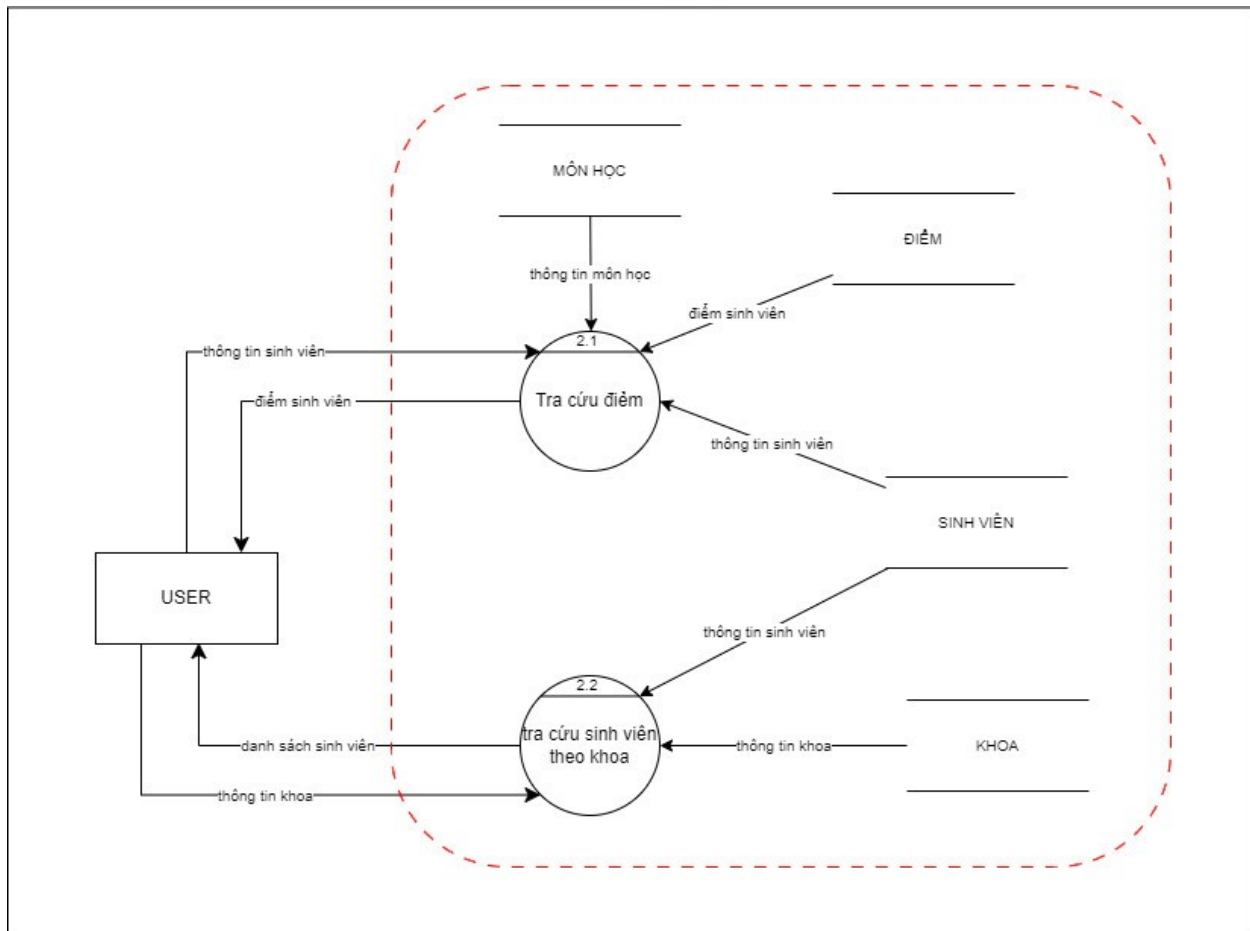 MÔN HỌC
ĐIỂM
thông tin môn học
điểm sinh viên
2.1
thông tin sinh viên
Tra cứu điểm
điểm sinh viên
thông tin sinh viên
SINH VIÊN
USER
thông tin sinh viên
2.2
tra cứu sinh viên
theo khoa
danh sách sinh viên
thông tin khoa
KHOA
thông tin khoa